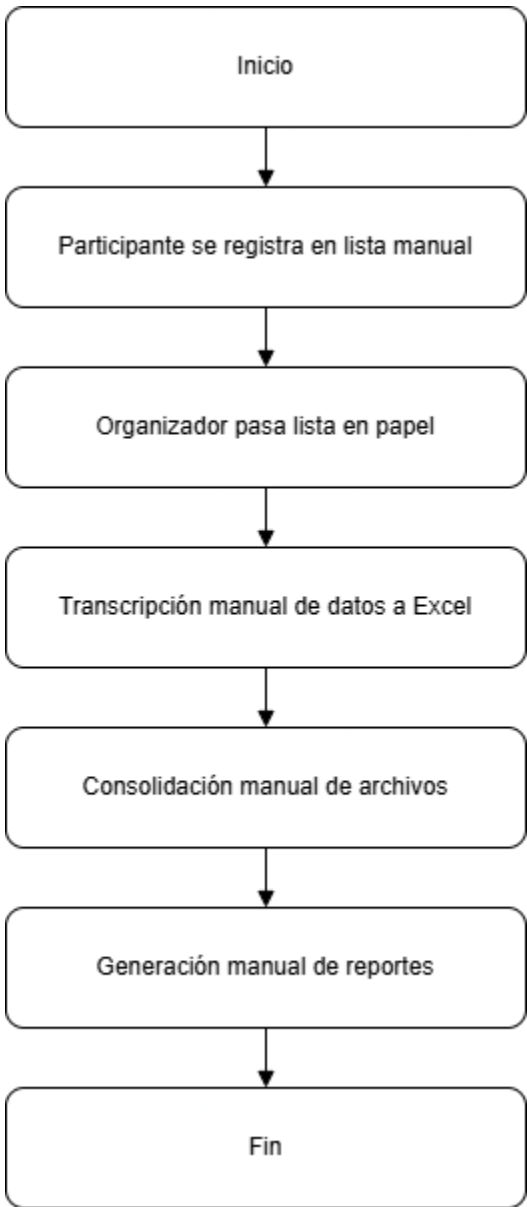 Inicio
Participante se registra en lista manual
Organizador pasa lista en papel
Transcripción manual de datos a Excel
Consolidación manual de archivos
Generación manual de reportes
Fin